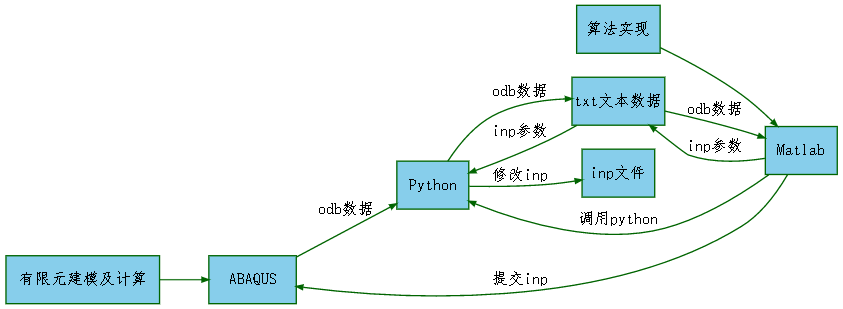 算法实现
odb数据
txt文本数据
odb数据
inp参数
inp参数
Matlab
Python
修改inp
inp文件
odb数据
调用python
有限元建模及计算
ABAQUS
提交inp